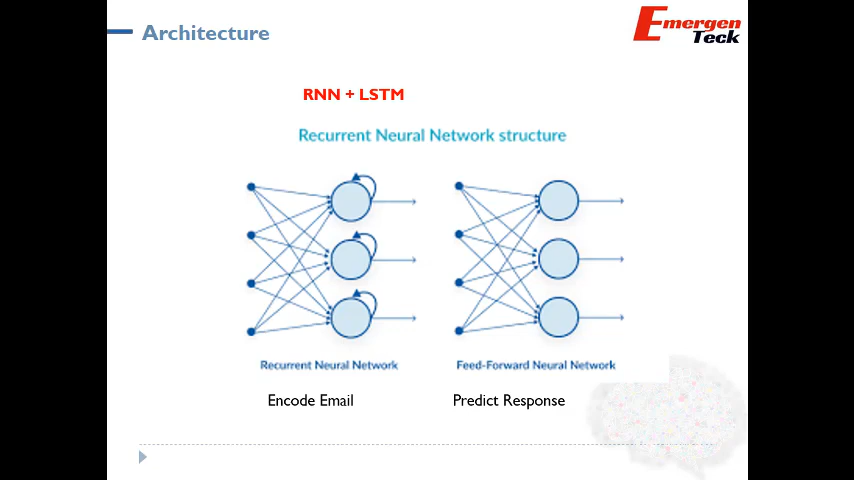 Architecture
Emergen
Teck
RNN + LSTM
Recurrent Neural Network structure
Recurrent Neural Network
Feed-Forward Neural Network
Encode Email
Predict Response